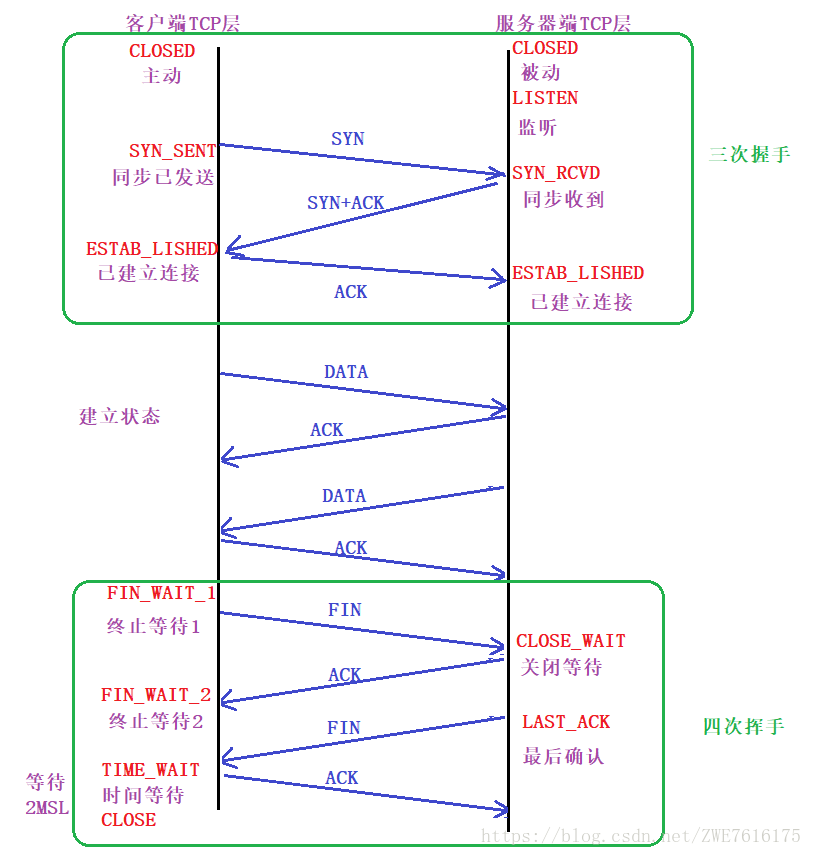 客户端TCP层
服务器端TCP层
CLOSED
主动
CLOSED
被动
LISTEN
监听
SYN
SYN_SENT
同步已发送
SYN_RCVD
同步收到
三次握手
SYN+ACK
ESTAB_LISHED
已建立连接
ACK
ESTAB_LISHED
已建立连接
DATA
建立状态
ACK
DATA
ACK
FIN_WAIT_1
终止等待1
FIN
CLOSE_WAIT
关闭等待
ACK
FIN_WAIT_2
终止等待2
FIN
LAST_ACK
最后确认
四次挥手
TIME_WAIT
时间等待
CLOSE
等待
2MSL
ACK
https://blog.csdn.net/ZWE7616175